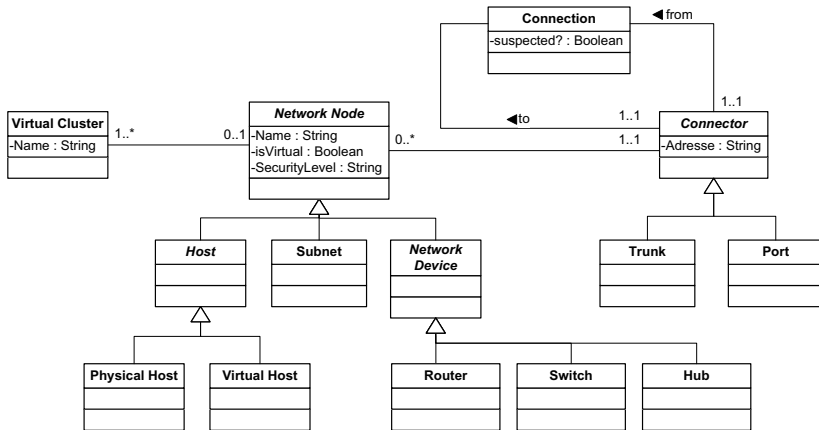 Connection
-suspected? : Boolean
◄from
1..1
◄to
1..1
Virtual Cluster
-Name : String
1..*
0..1
Network Node
-Name : String
-isVirtual : Boolean
-SecurityLevel : String
0..*
1..1
Connector
-Adresse : String
Host
Subnet
Network
Device
Trunk
Port
Physical Host
Virtual Host
Router
Switch
Hub